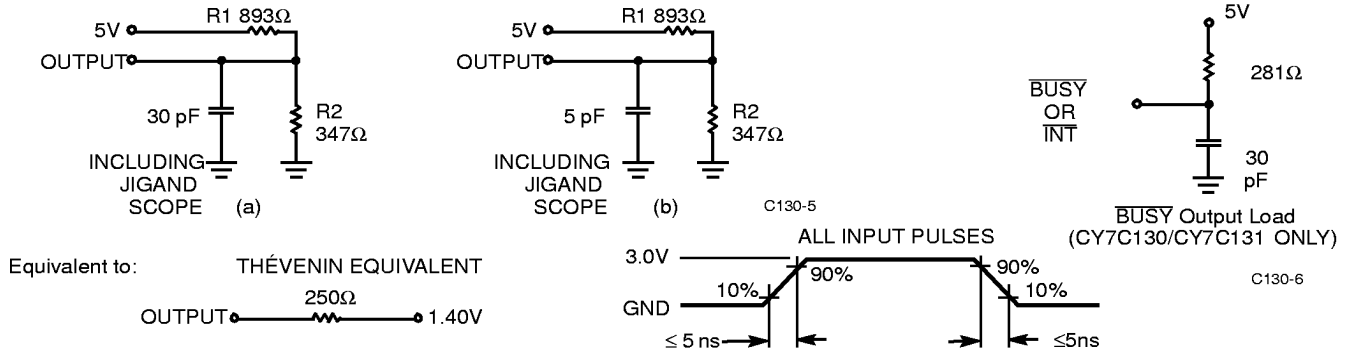 R1 893Ω
5V
OUTPUT
30 pF
R2
347Ω
INCLUDING
JIGAND
SCOPE
(a)
R1 893Ω
5V
OUTPUT
5 pF
R2
347Ω
INCLUDING
JIGAND
SCOPE
(b)
C130-5
5V
281Ω
BUSY
OR
INT
30
pF
BUSY Output Load
(CY7C130/CY7C131 ONLY)
C130-6
Equivalent to:
THÉVENIN EQUIVALENT
250Ω
OUTPUT
1.40V
ALL INPUT PULSES
3.0V
90%
90%
10%
10%
GND
≤ 5 ns
≤5ns